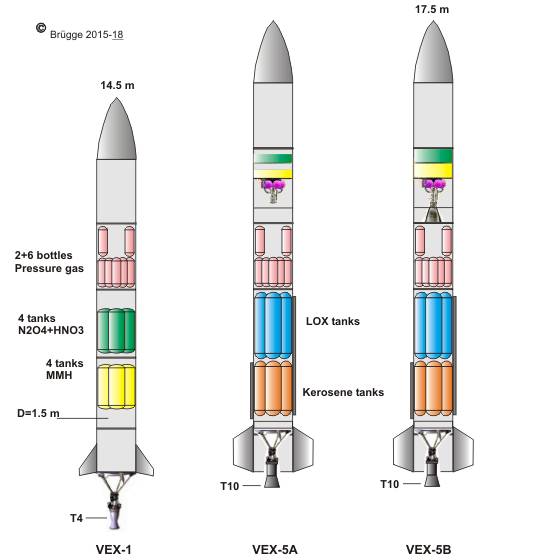 © Brügge 2015-18
17.5 m
14.5 m
2+6 bottles
Pressure gas
4 tanks
N2O4+HNO3
4 tanks
MMH
D=1.5 m
LOX tanks
Kerosene tanks
T4
T10
T10
VEX-1
VEX-5A
VEX-5B